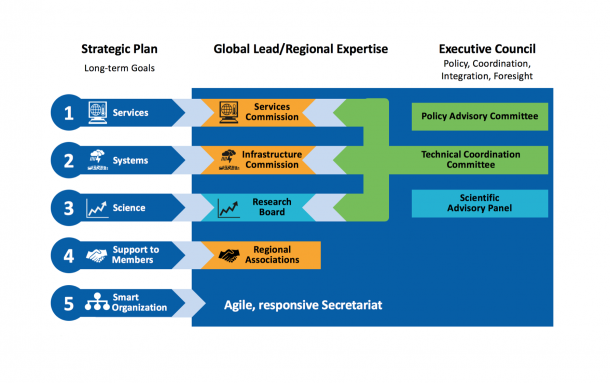 Strategic Plan
Long-term Goals
Global Lead/Regional Expertise
Executive Council
Policy, Coordination,
Integration, Foresight
1
Services
Services
Commission
Policy Advisory Committee
2
Systems
Infrastructure
Commission
Technical Coordination
Committee
3
Science
Research
Board
Scientific
Advisory Panel
4
Support to
Members
Regional
Associations
5
Smart
Organization
Agile, responsive Secretariat